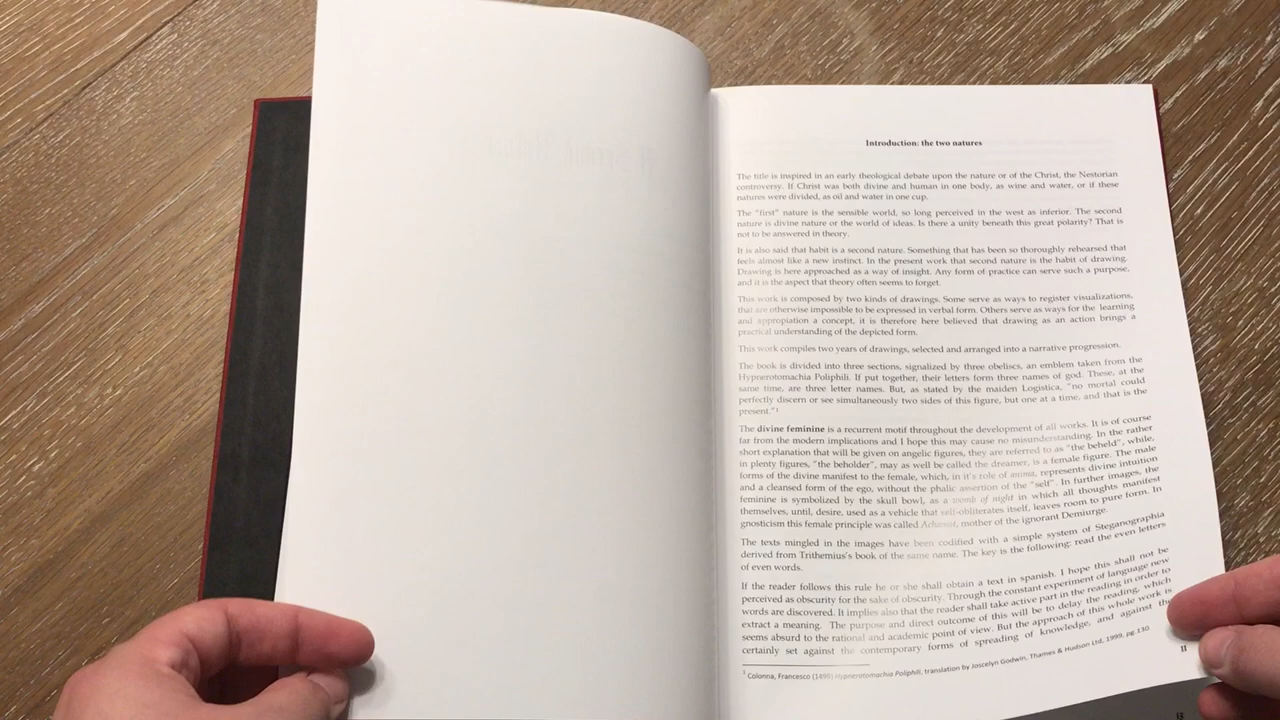 Introduction: the two natures
The title is inspired in an early theological debate upon the nature or of the Christ, the Nestorian
controversy. If Christ was both divine and human in one body, as wine and water, or if these
natures were divided, as oil and water in one cup.
The "first" nature is the sensible world, so long perceived in the west as inferior. The second
nature is divine nature or the world of ideas. Is there a unity beneath this great polarity? That is
not to be answered in theory.
It is also said that habit is a second nature. Something that has been so thoroughly rehearsed that
feels almost like a new instinct. In the present work that second nature is the habit of drawing.
Drawing is here approached as a way of insight. Any form of practice can serve such a purpose,
and it is the aspect that theory often seems to forget.
This work is composed by two kinds of drawings. Some serve as ways to register visualizations,
that are otherwise impossible to be expressed in verbal form. Others serve as ways for the learning
and appropiation a concept, it is therefore here believed that drawing as an action brings a
practical understanding of the depicted form.
This work compiles two years of drawings, selected and arranged into a narrative progression.
The book is divided into three sections, signalized by three obeliscs, an emblem taken from the
Hypnerotomachia Poliphili. If put together, their letters form three names of god. These, at the
same time, are three letter names. But, as stated by the maiden Logistica, "no mortal could
perfectly discern or see simultaneously two sides of this figure, but one at a time, and that is the
present."1
The divine feminine is a recurrent motif throughout the development of all works. It is of course
far from the modern implications and I hope this may cause no misunderstanding. In the rather
short explanation that will be given on angelic figures, they are referred to as "the beheld", while,
in plenty figures, "the beholder", may as well be called the dreamer, is a female figure. The male
forms of the divine manifest to the female, which, in it's role of anima, represents divine intuition
and a cleansed form of the ego, without the phalic assertion of the "self". In further images, the
feminine is symbolized by the skull bowl, as a womb of night in which all thoughts manifest
themselves, until, desire, used as a vehicle that self-obliterates itself, leaves room to pure form. In
gnosticism this female principle was called Achamot, mother of the ignorant Demiurge.
The texts mingled in the images have been codified with a simple system of Steganographia
derived from Trithemius's book of the same name. The key is the following: read the even letters
of even words.
If the reader follows this rule he or she shall obtain a text in spanish. I hope this shall not be
perceived as obscurity for the sake of obscurity. Through the constant experiment of language new
words are discovered. It implies also that the reader shall take active part in the reading in order to
extract a meaning. The purpose and direct outcome of this will be to delay the reading, which
seems absurd to the rational and academic point of view. But the approach of this whole work is
certainly set against the contemporary forms of spreading of knowledge, and against the
1 Colonna, Francesco (1499) Hypnerotomachia Poliphili, translation by Joscelyn Godwin, Thames & Hudson Ltd, 1999, pg.130
11
13